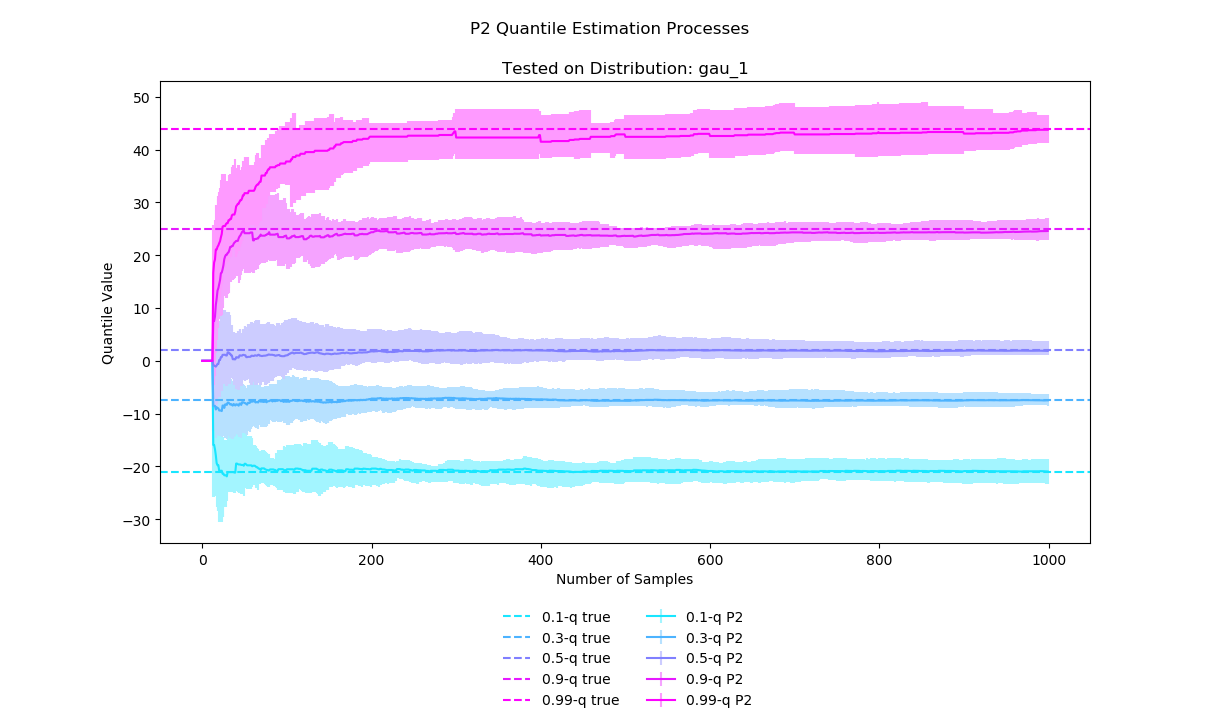 P2 Quantile Estimation Processes
Tested on Distribution: gau_1
50
40
30
20
10
0
−10
−20
−30
Quantile Value
0 200 400 600 800 1000
Number of Samples
0.1-q true 0.1-q P2
0.3-q true 0.3-q P2
0.5-q true 0.5-q P2
0.9-q true 0.9-q P2
0.99-q true 0.99-q P2